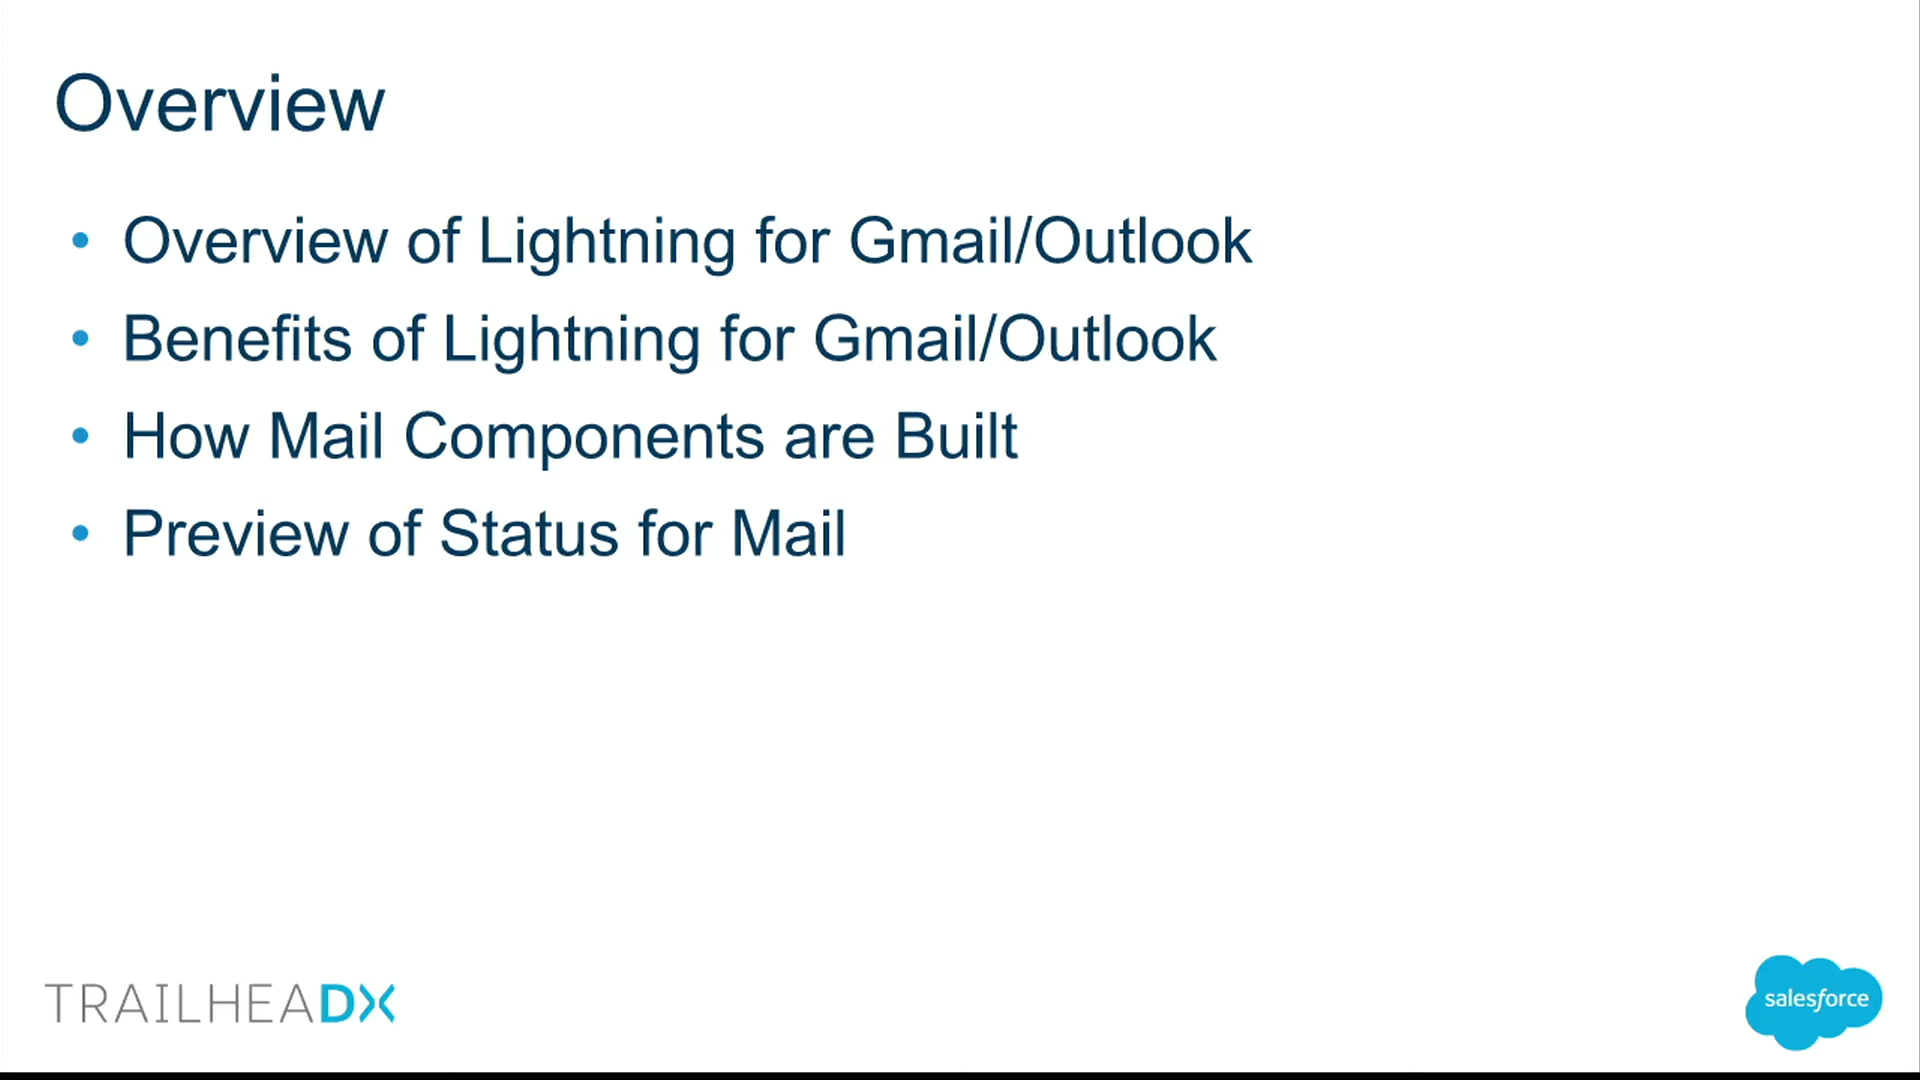 Overview
• Overview of Lightning for Gmail/Outlook
• Benefits of Lightning for Gmail/Outlook
• How Mail Components are Built
• Preview of Status for Mail
TRAILHEADX
salesforce